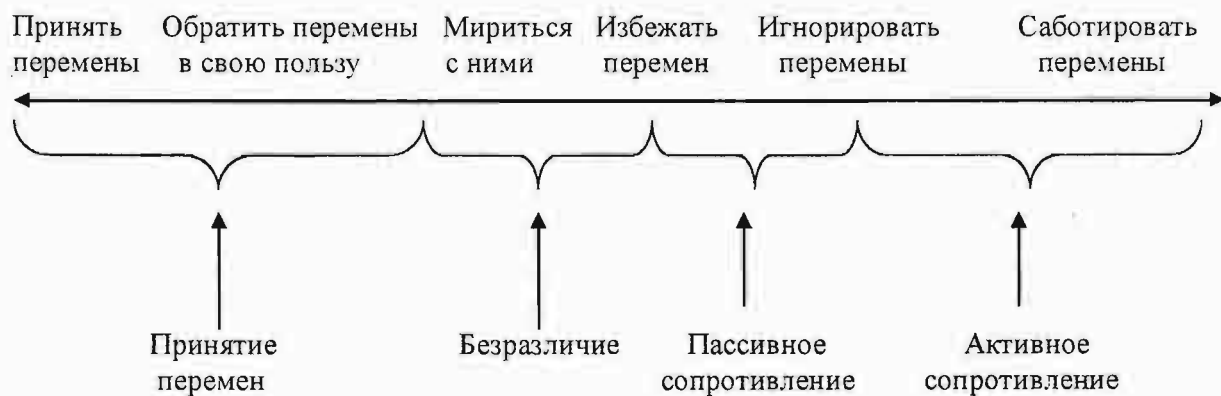 Принять Обратить перемены Мириться Избежать Игнорировать Саботировать
перемены в свою пользу с ними перемен перемены перемены
Принятие Безразличие Пассивное Активное
перемен сопротивление сопротивление